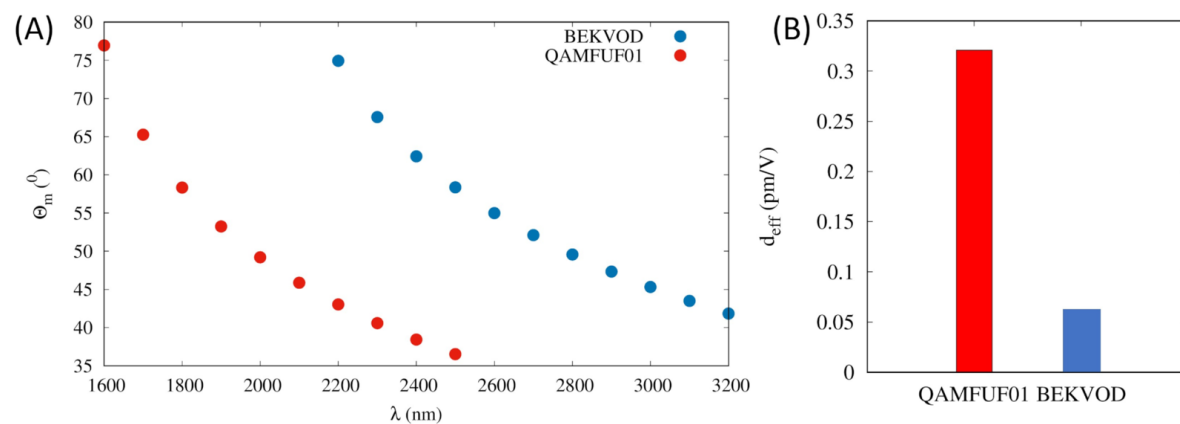 (A)
80
75
70
65
60
55
50
45
40
35
Θm (0)
1600 1800 2000 2200 2400 2600 2800 3000 3200
λ (nm)
BEKVOD
QAMFUF01
(B)
0.35
0.3
0.25
0.2
0.15
0.1
0.05
0
deff (pm/V)
QAMFUF01 BEKVOD